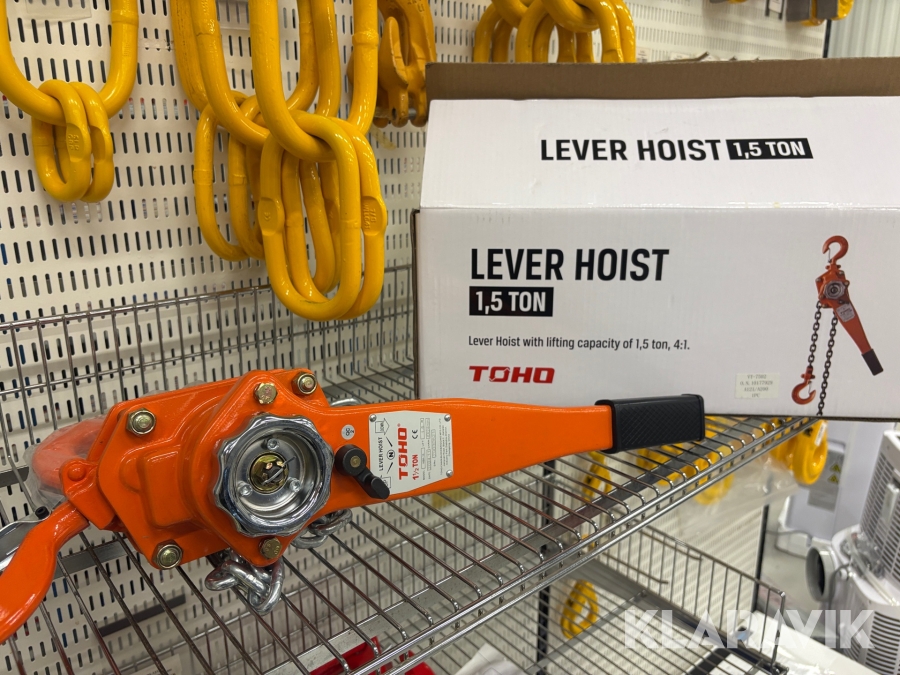 LEVER HOIST 1,5 TON
LEVER HOIST
1,5 TON
Lever Hoist with lifting capacity of 1,5 ton, 4:1.
TOHO
LEVER HOIST
TOHO
1½ TON
CE
KLARAVIK